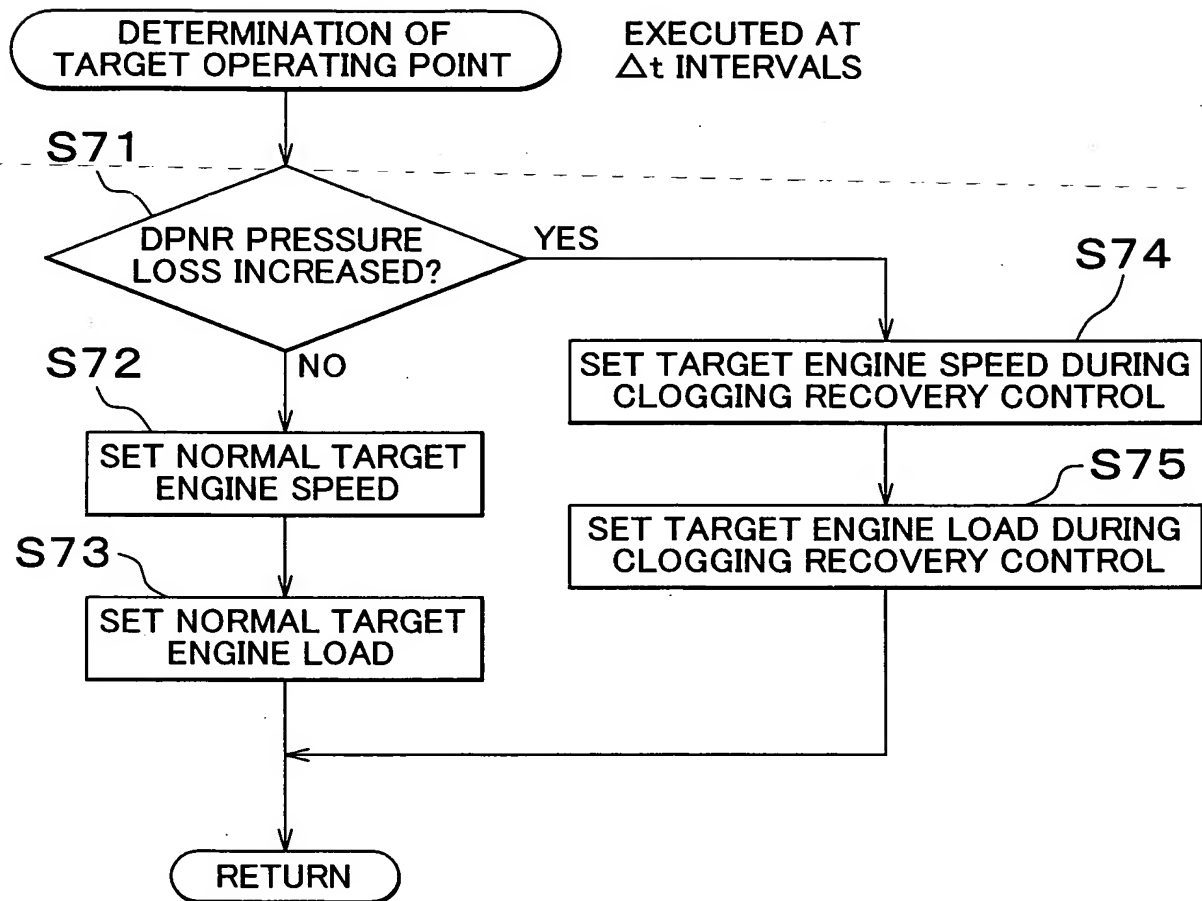 DETERMINATION OF
TARGET OPERATING POINT
EXECUTED AT
Δt INTERVALS
S71
DPNR PRESSURE
LOSS INCREASED?
YES
NO
S72
SET NORMAL TARGET
ENGINE SPEED
S73
SET NORMAL TARGET
ENGINE LOAD
S74
SET TARGET ENGINE SPEED DURING
CLOGGING RECOVERY CONTROL
S75
SET TARGET ENGINE LOAD DURING
CLOGGING RECOVERY CONTROL
RETURN